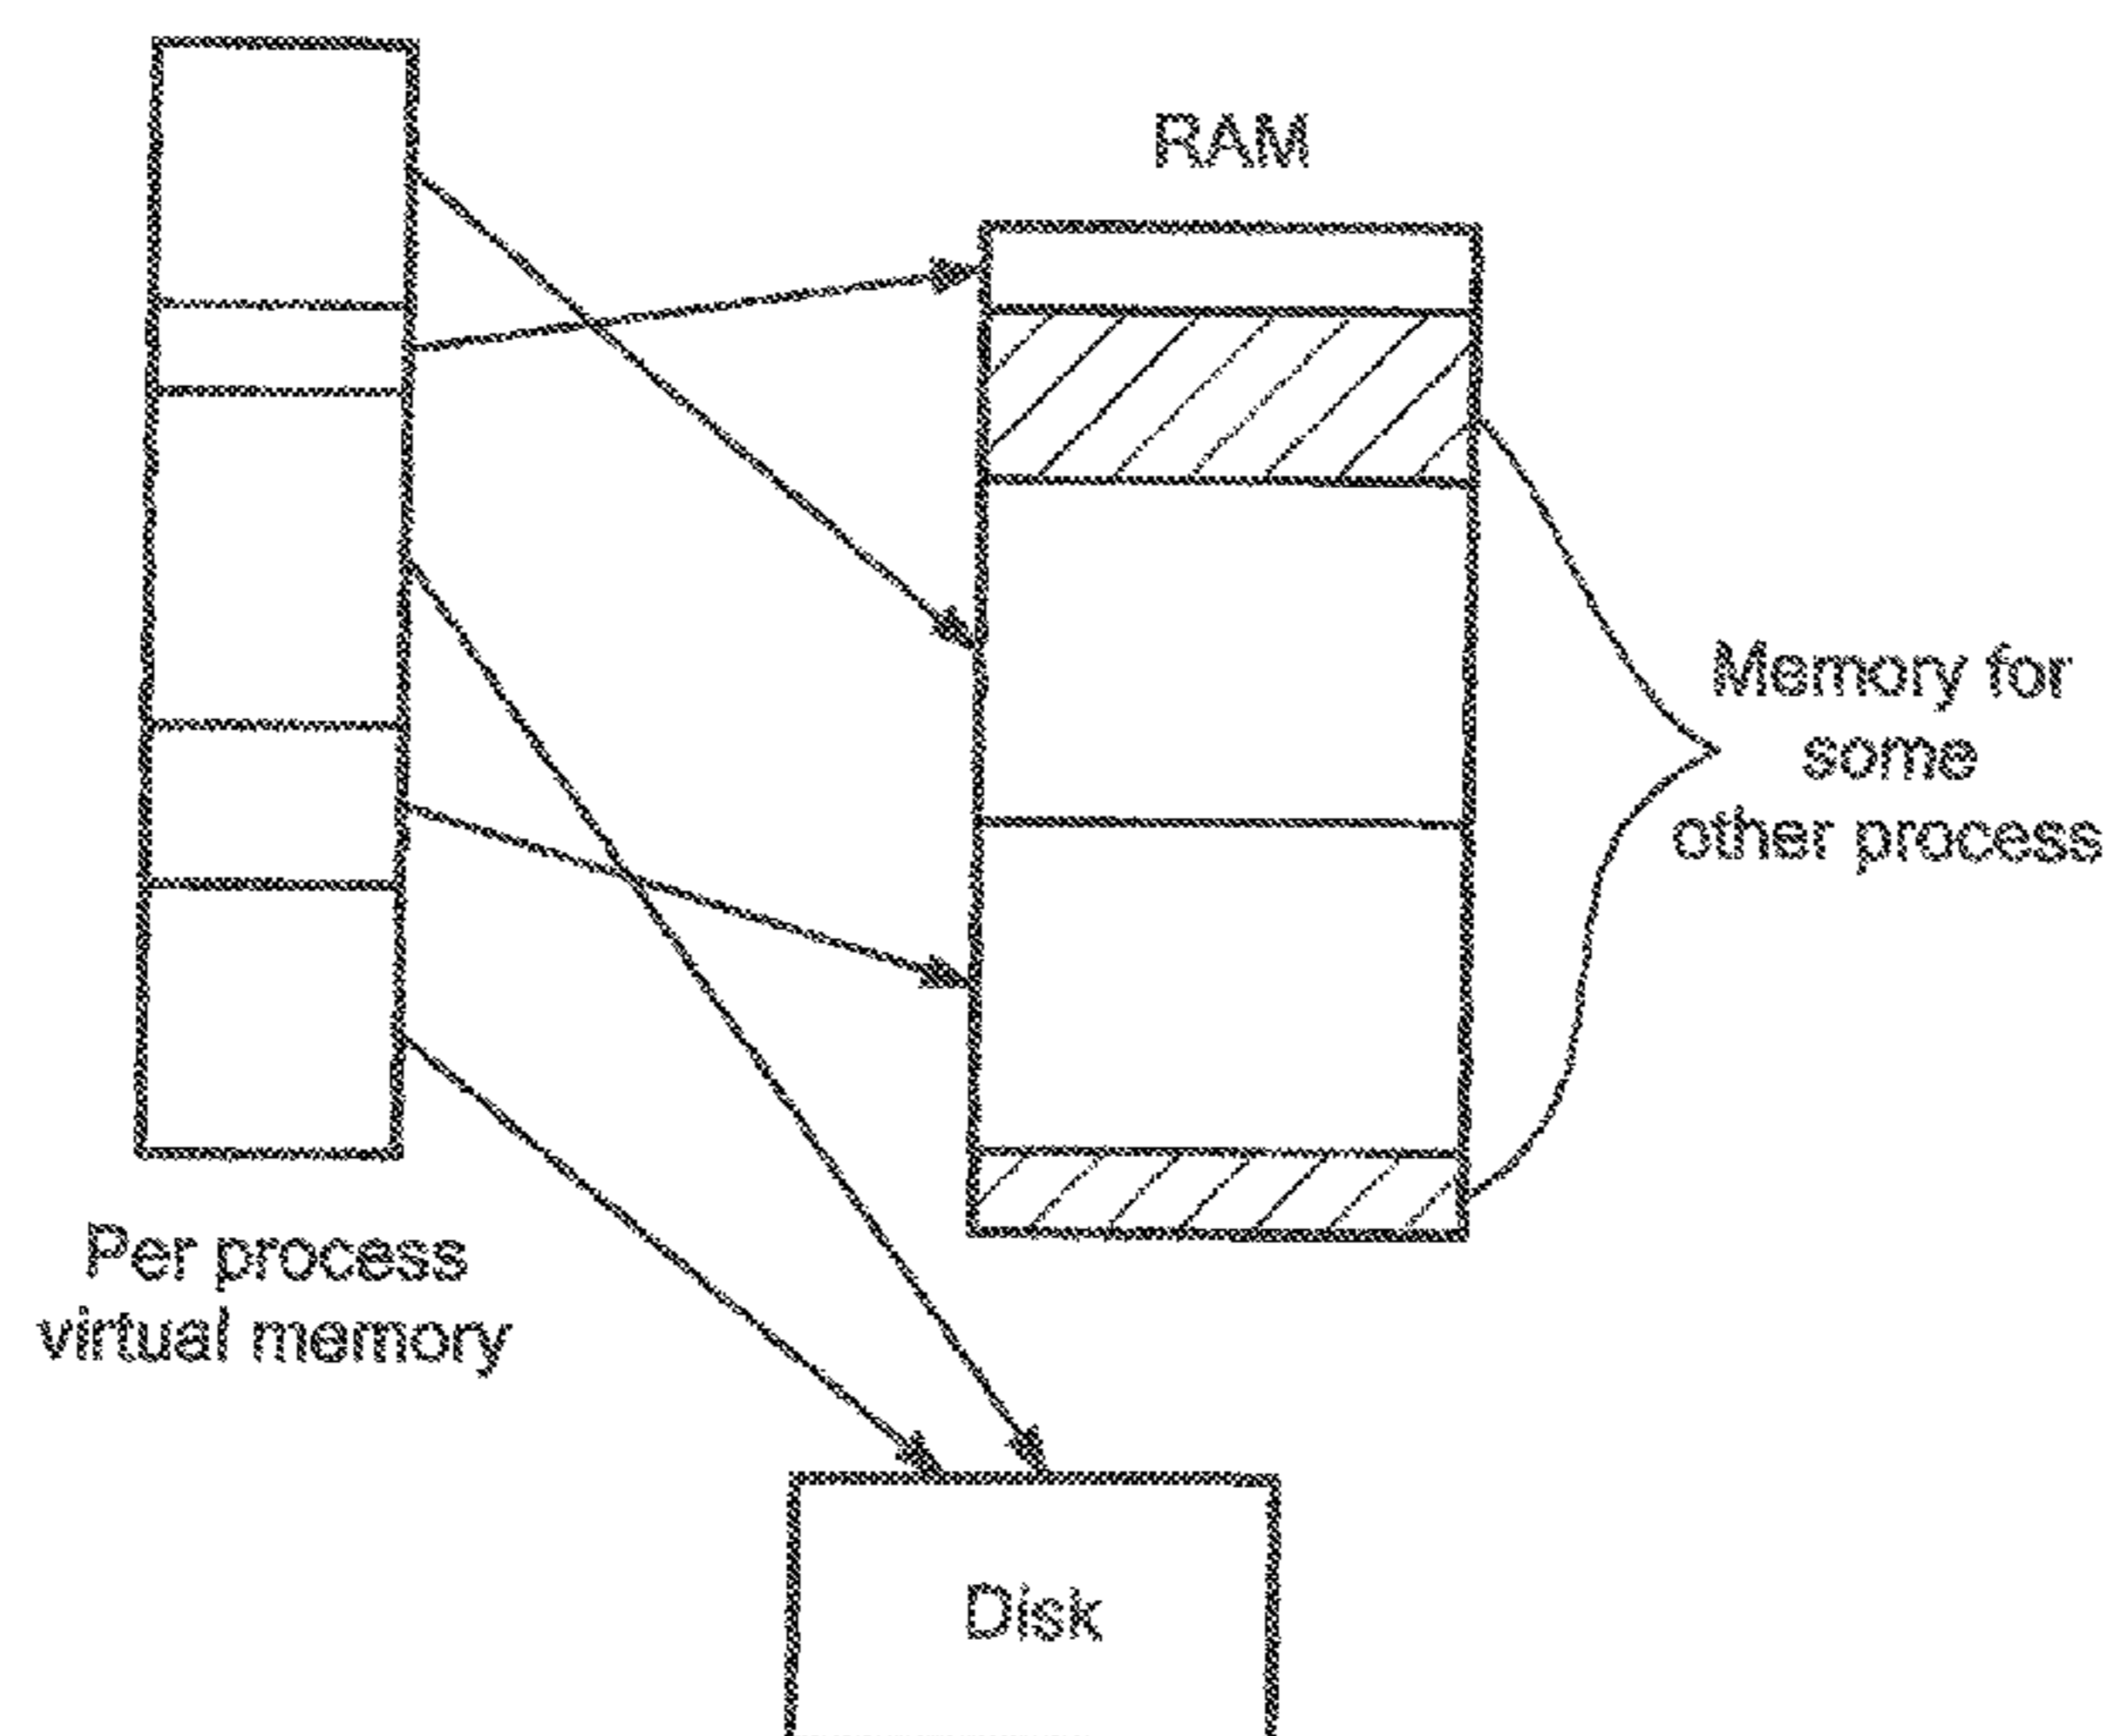 RAM
Memory for
some
other process
Per process
virtual memory
Disk